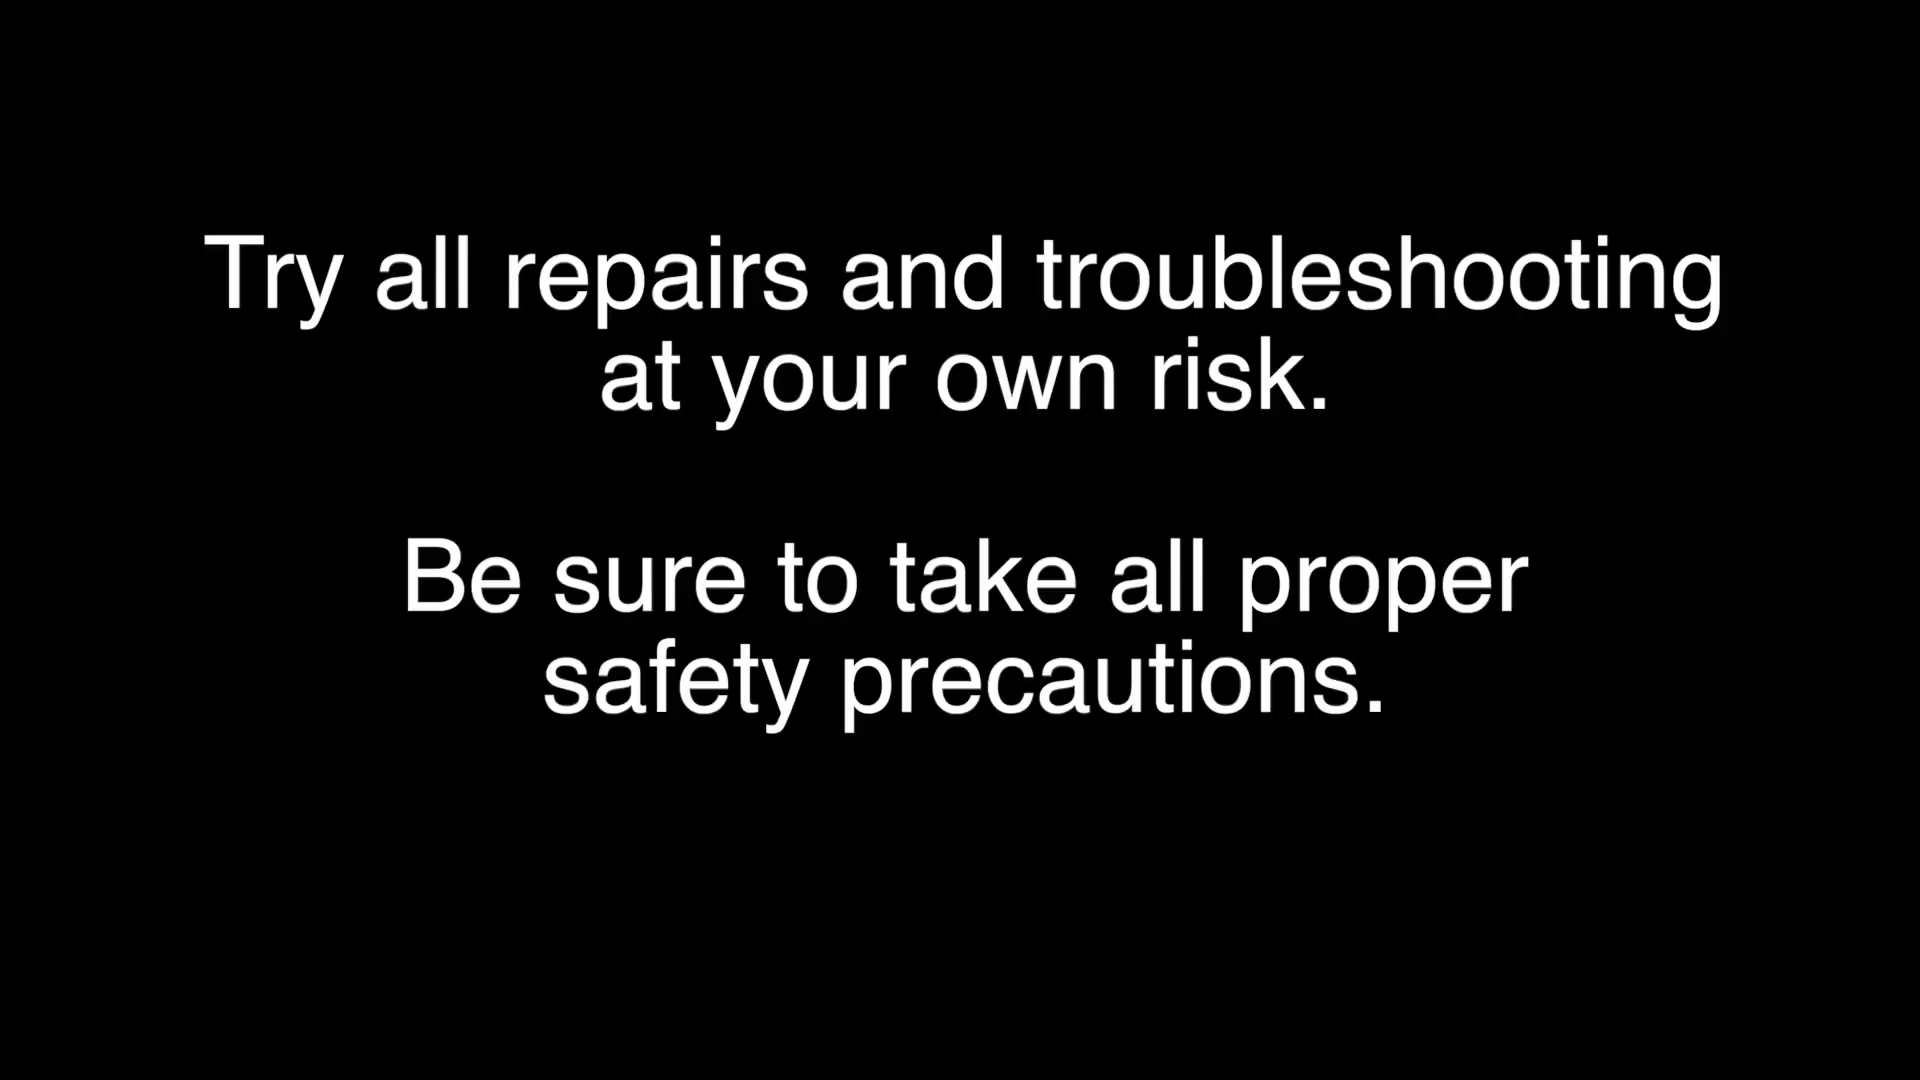 Try all repairs and troubleshooting
at your own risk.
Be sure to take all proper
safety precautions.